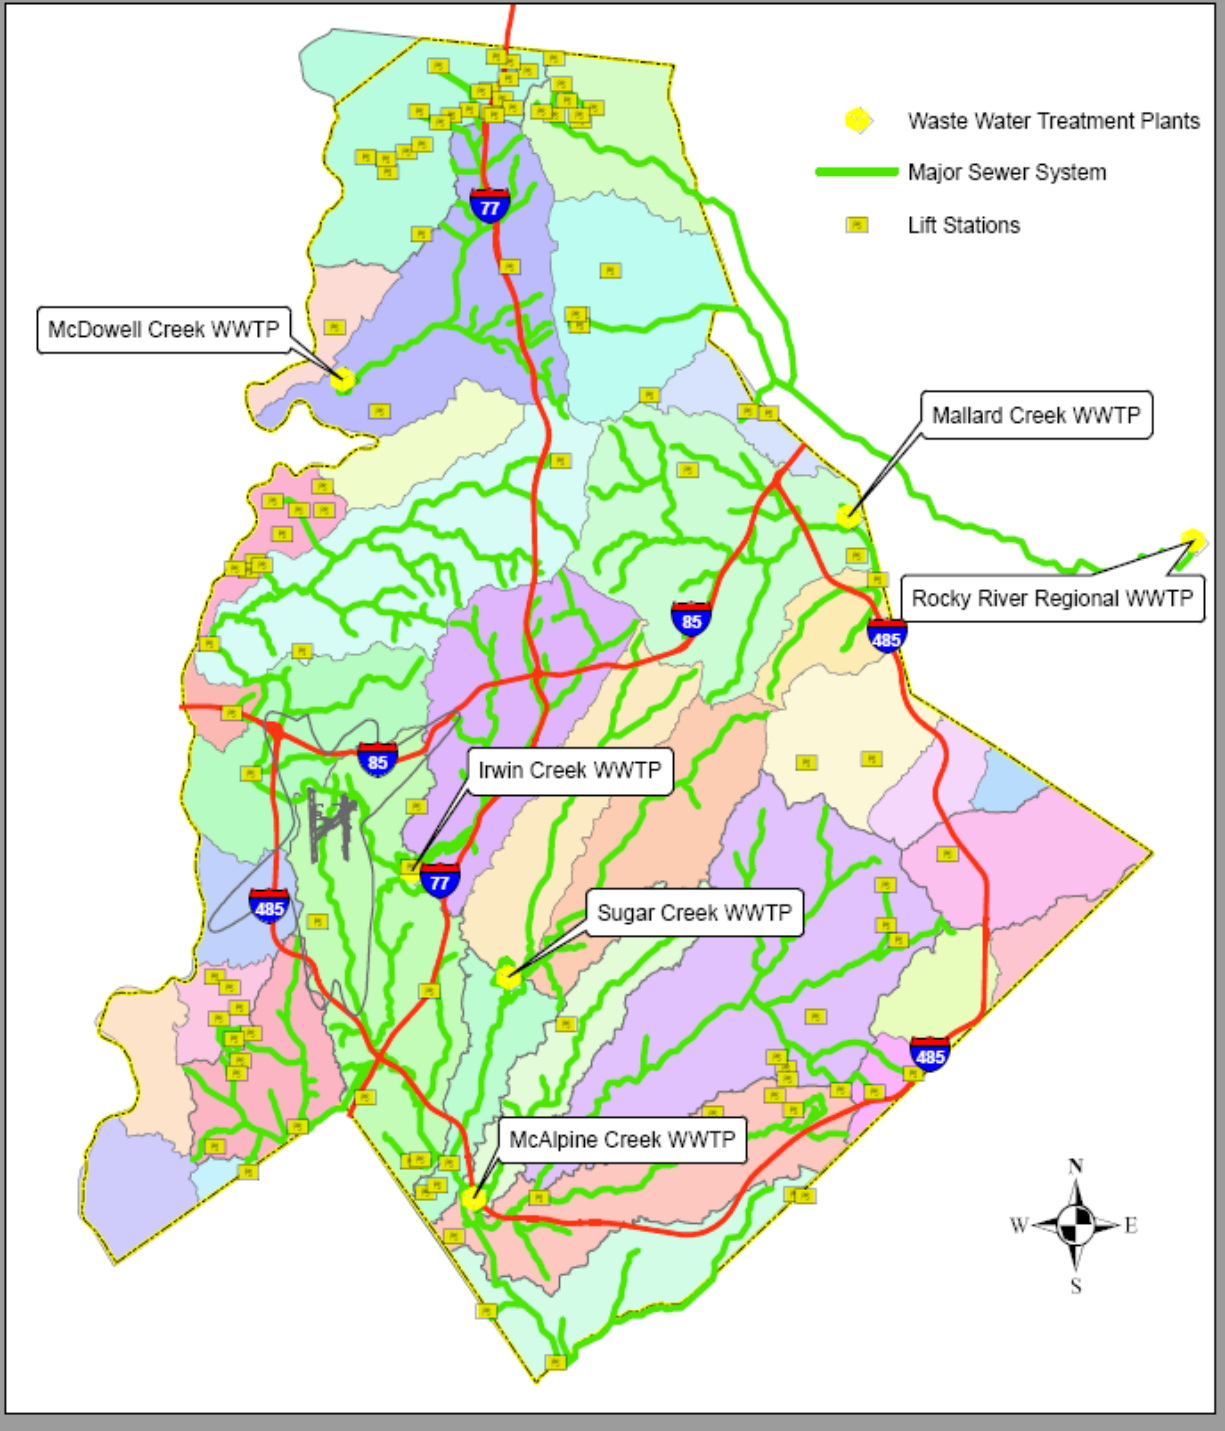 Waste Water Treatment Plants
Major Sewer System
Lift Stations
77
McDowell Creek WWTP
Mallard Creek WWTP
Rocky River Regional WWTP
85
485
85
Irwin Creek WWTP
77
485
Sugar Creek WWTP
485
McAlpine Creek WWTP
N
W E
S